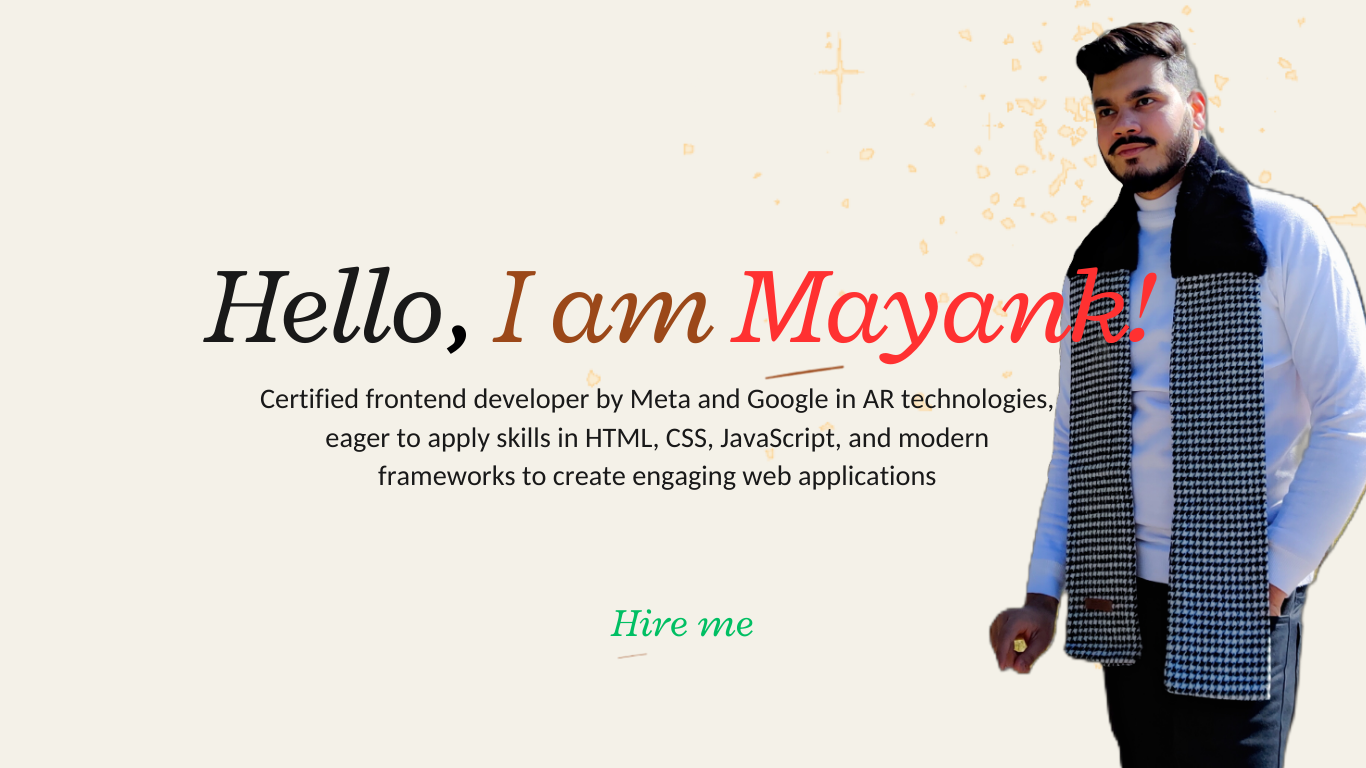 Hello, I am Mayank!
Certified frontend developer by Meta and Google in AR technologies,
eager to apply skills in HTML, CSS, JavaScript, and modern
frameworks to create engaging web applications
Hire me